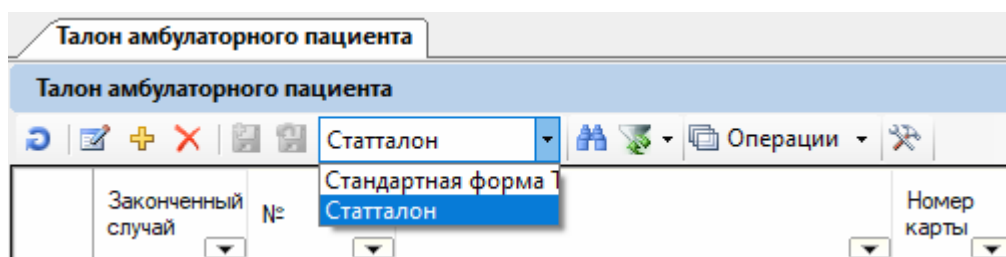 Талон амбулаторного пациента
Талон амбулаторного пациента
Статталон
Операции
Стандартная форма Т
Статталон
Законченный
случай
№
Номер
карты